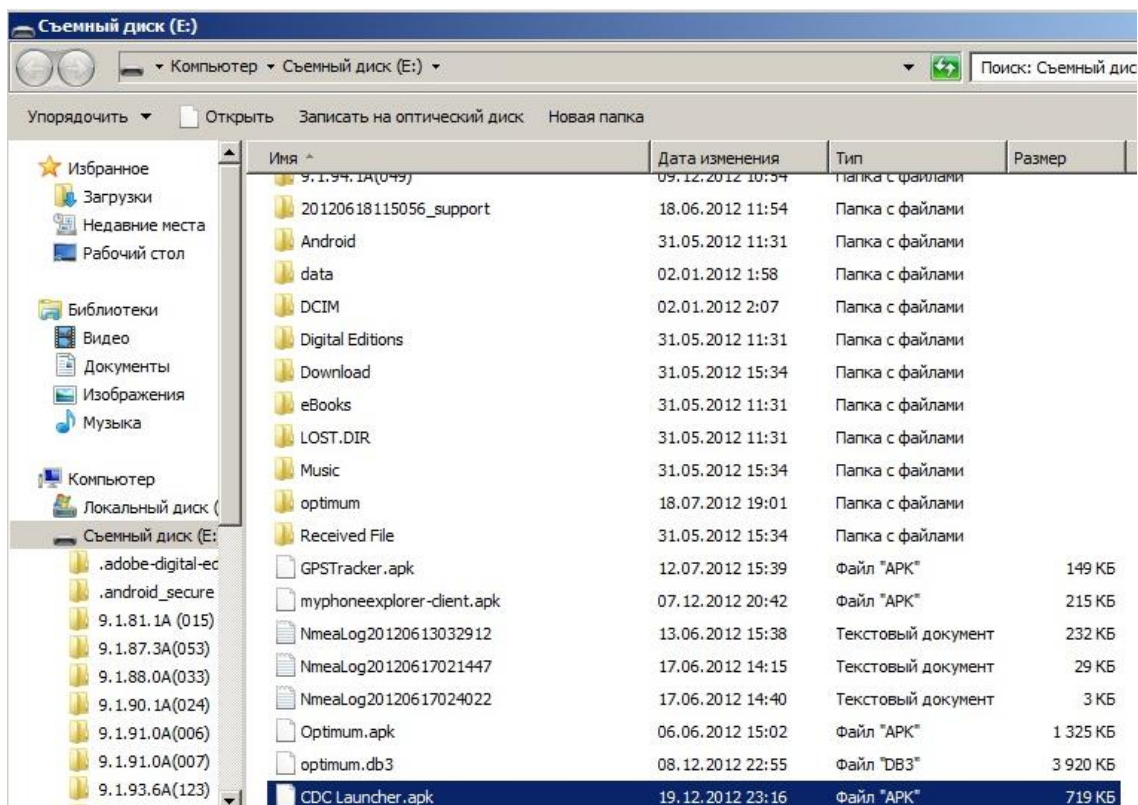 Съемный диск (E:)
Компьютер Съемный диск (E:) Поиск: Съемный дис
Упорядочить Открыть Записать на оптический диск Новая папка
Имя Дата изменения Тип Размер
Избранное
Загрузки
Недавние места
Рабочий стол
Библиотеки
Видео
Документы
Изображения
Музыка
Компьютер
Локальный диск (
Съемный диск (E:
.adobe-digital-ed
.android_secure
9.1.81.1A (015)
9.1.87.3A(053)
9.1.88.0A(033)
9.1.90.1A(024)
9.1.91.0A(006)
9.1.91.0A(007)
9.1.93.6A(123)
9.1.94.1A(049) 09.12.2012 10:54 Папка с файлами
20120618115056_support 18.06.2012 11:54 Папка с файлами
Android 31.05.2012 11:31 Папка с файлами
data 02.01.2012 1:58 Папка с файлами
DCIM 02.01.2012 2:07 Папка с файлами
Digital Editions 31.05.2012 11:31 Папка с файлами
Download 31.05.2012 15:34 Папка с файлами
eBooks 31.05.2012 11:31 Папка с файлами
LOST.DIR 31.05.2012 11:31 Папка с файлами
Music 31.05.2012 15:34 Папка с файлами
optimum 18.07.2012 19:01 Папка с файлами
Received File 31.05.2012 15:34 Папка с файлами
GPSTracker.apk 12.07.2012 15:39 Файл "APK" 149 КБ
myphoneexplorer-client.apk 07.12.2012 20:42 Файл "APK" 215 КБ
NmeaLog20120613032912 13.06.2012 15:38 Текстовый документ 232 КБ
NmeaLog20120617021447 17.06.2012 14:15 Текстовый документ 29 КБ
NmeaLog20120617024022 17.06.2012 14:40 Текстовый документ 3 КБ
Optimum.apk 06.06.2012 15:02 Файл "APK" 1 325 КБ
optimum.db3 08.12.2012 22:55 Файл "DB3" 3 920 КБ
CDC Launcher.apk 19.12.2012 23:16 Файл "APK" 719 КБ